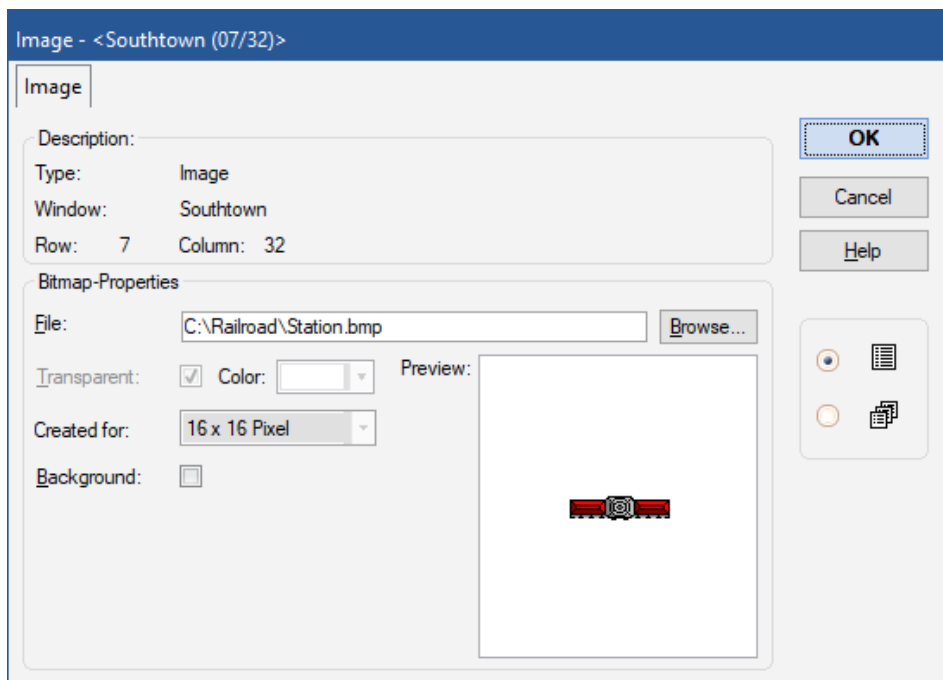 Image - <Southtown (07/32)>
Image
Description:
Type: Image
Window: Southtown
Row: 7 Column: 32
Bitmap-Properties
File: C:\Railroad\Station.bmp Browse...
Transparent: Color: Preview:
Created for: 16 x 16 Pixel
Background:
OK
Cancel
Help